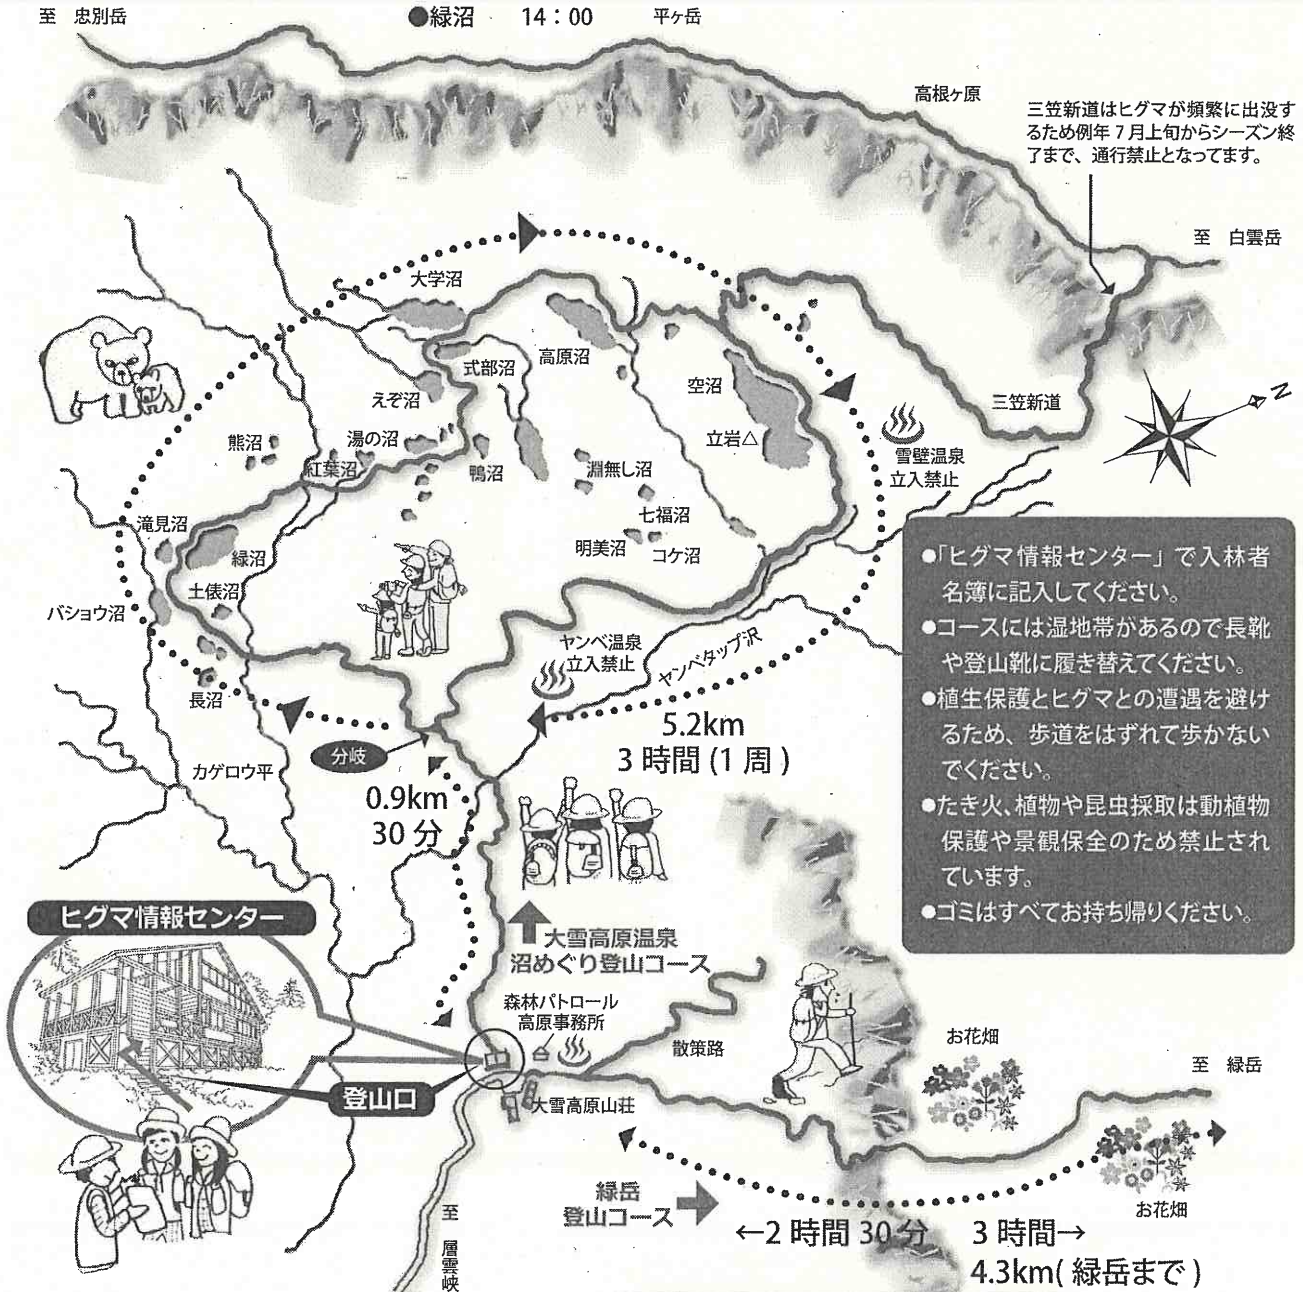 至 忠別岳
●緑沼 14:00
平ヶ岳
高根ヶ原
三笠新道はヒグマが頻繁に出没す
るため例年7月上旬からシーズン終
了まで、通行禁止となってます。
至 白雲岳
N
大学沼
式部沼
高原沼
えぞ沼
空沼
三笠新道
熊沼
湯の沼
紅葉沼
鴨沼
立岩△
淵無し沼
雪壁温泉
立入禁止
七福沼
滝見沼
緑沼
明美沼
コケ沼
土俵沼
バショウ沼
長沼
ヤンベ温泉
立入禁止
ヤンベタップ沢
5.2km
3時間(1周)
分岐
カゲロウ平
0.9km
30分
●「ヒグマ情報センター」で入林者
名簿に記入してください。
●コースには湿地帯があるので長靴
や登山靴に履き替えてください。
●植生保護とヒグマとの遭遇を避け
るため、歩道をはずれて歩かない
でください。
●たき火、植物や昆虫採取は動植物
保護や景観保全のため禁止され
ています。
●ゴミはすべてお持ち帰りください。
ヒグマ情報センター
大雪高原温泉
沼めぐり登山コース
森林パトロール
高原事務所
散策路
お花畑
至 緑岳
登山口
大雪高原山荘
緑岳
登山コース
お花畑
←2時間30分 3時間→
4.3km(緑岳まで)
至 層雲峡